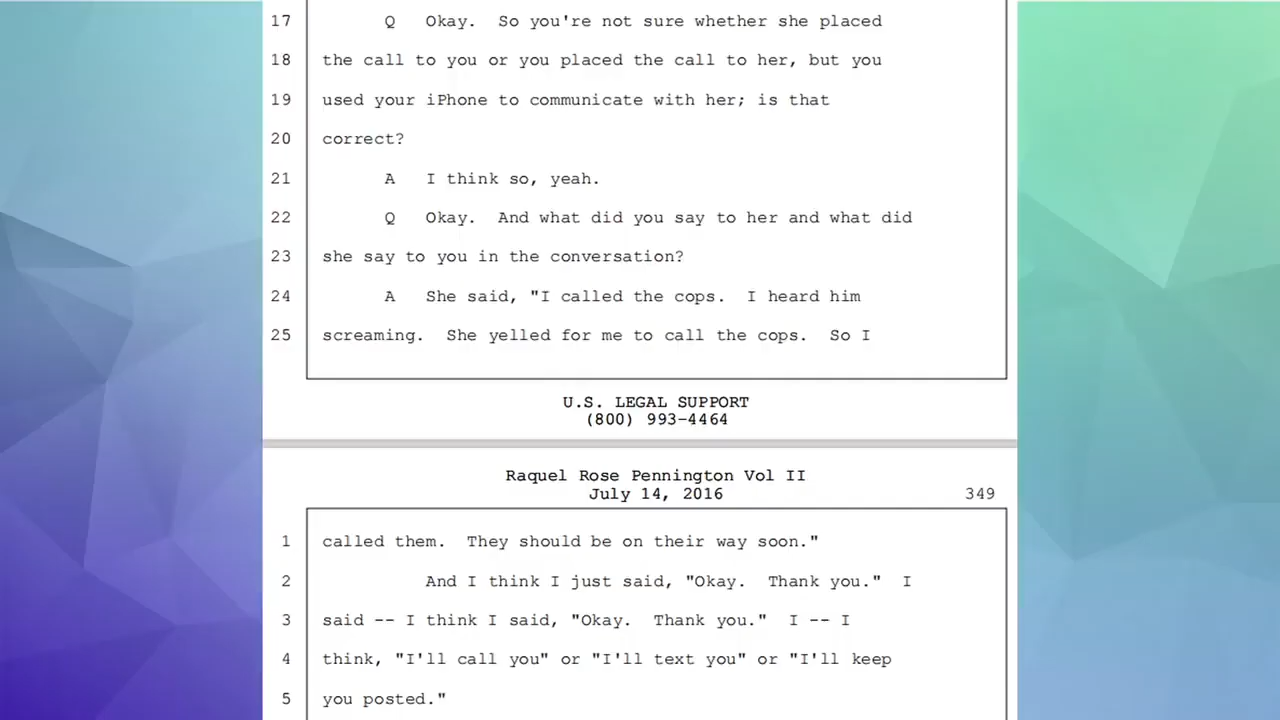 17 Q Okay. So you're not sure whether she placed
18 the call to you or you placed the call to her, but you
19 used your iPhone to communicate with her; is that
20 correct?
21 A I think so, yeah.
22 Q Okay. And what did you say to her and what did
23 she say to you in the conversation?
24 A She said, "I called the cops. I heard him
25 screaming. She yelled for me to call the cops. So I
U.S. LEGAL SUPPORT
(800) 993-4464
Raquel Rose Pennington Vol II
July 14, 2016 349
1 called them. They should be on their way soon."
2 And I think I just said, "Okay. Thank you." I
3 said -- I think I said, "Okay. Thank you." I -- I
4 think, "I'll call you" or "I'll text you" or "I'll keep
5 you posted."